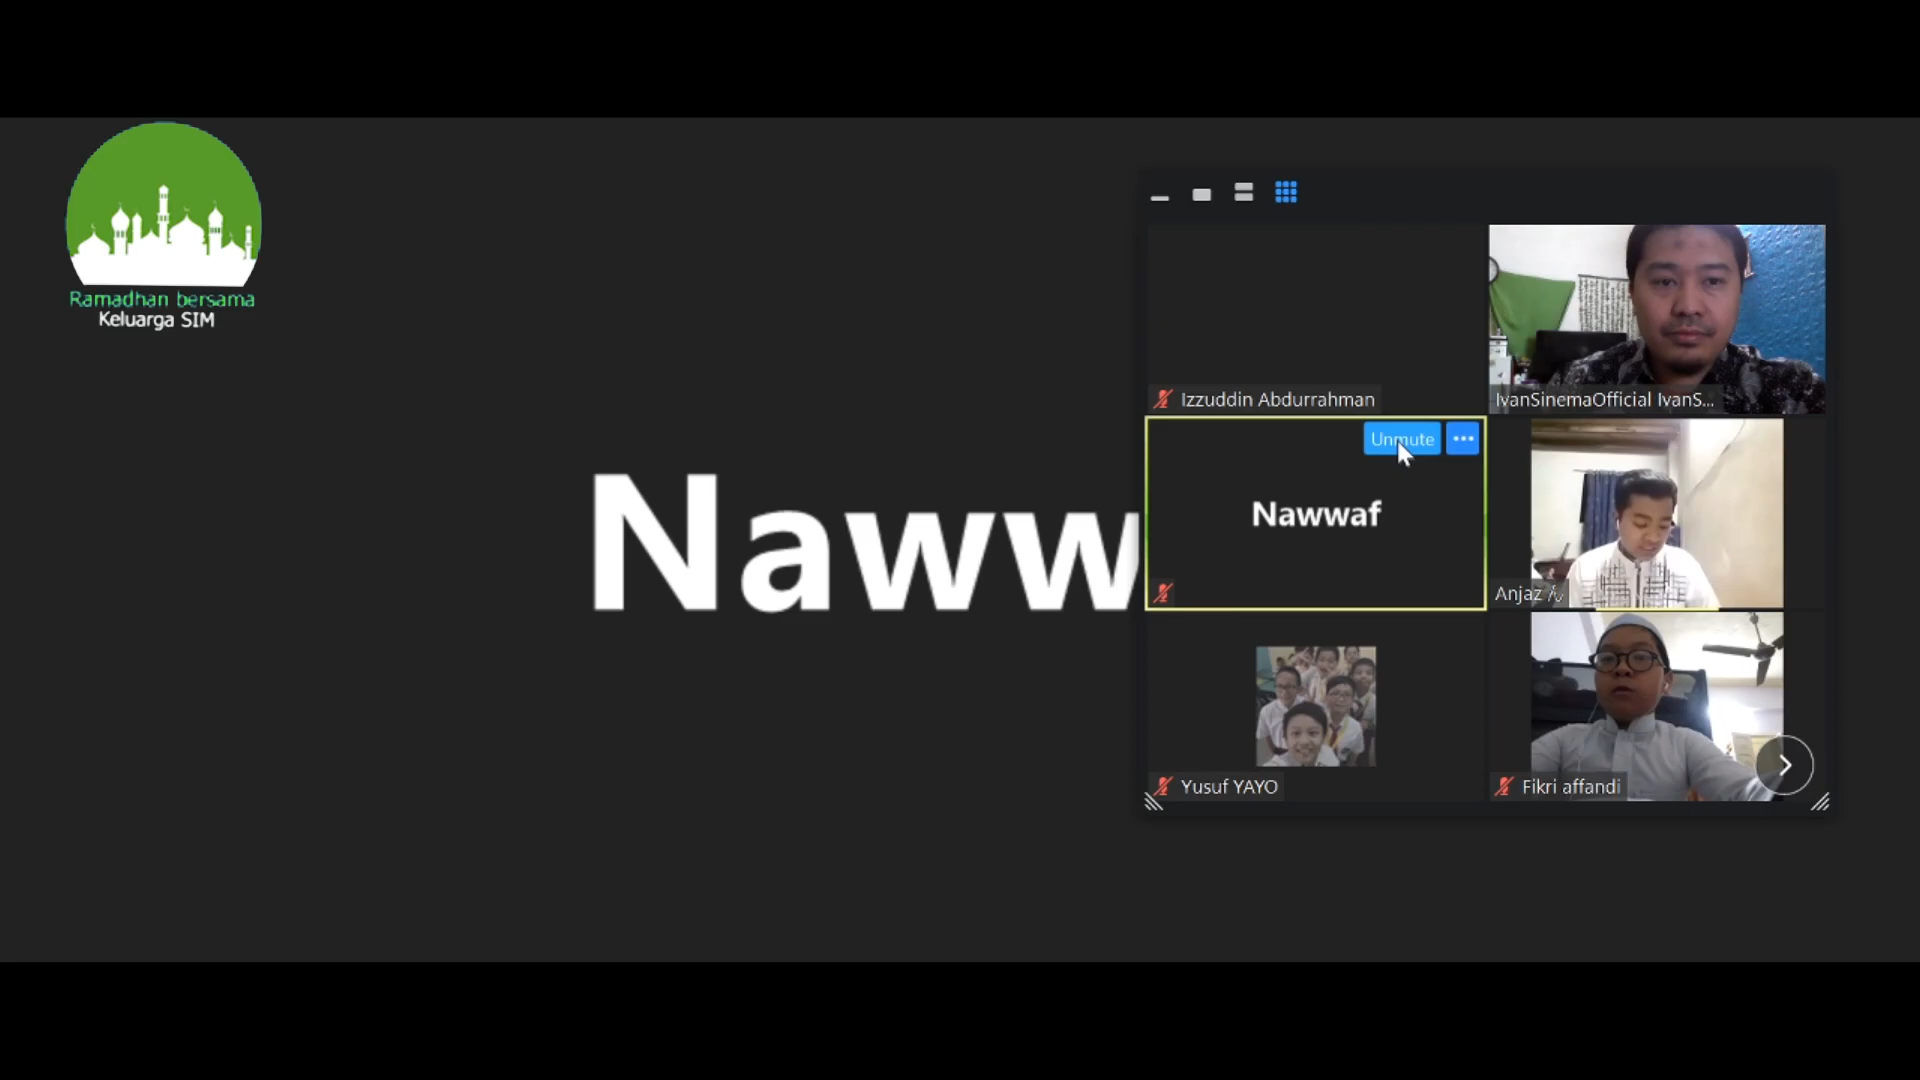 Ramadhan bersama
Keluarga SIM
Naww
Izzuddin Abdurrahman
IvanSinemaOfficial IvanS...
Unmute
Nawwaf
Anjaz
Yusuf YAYO
Fikri affandi